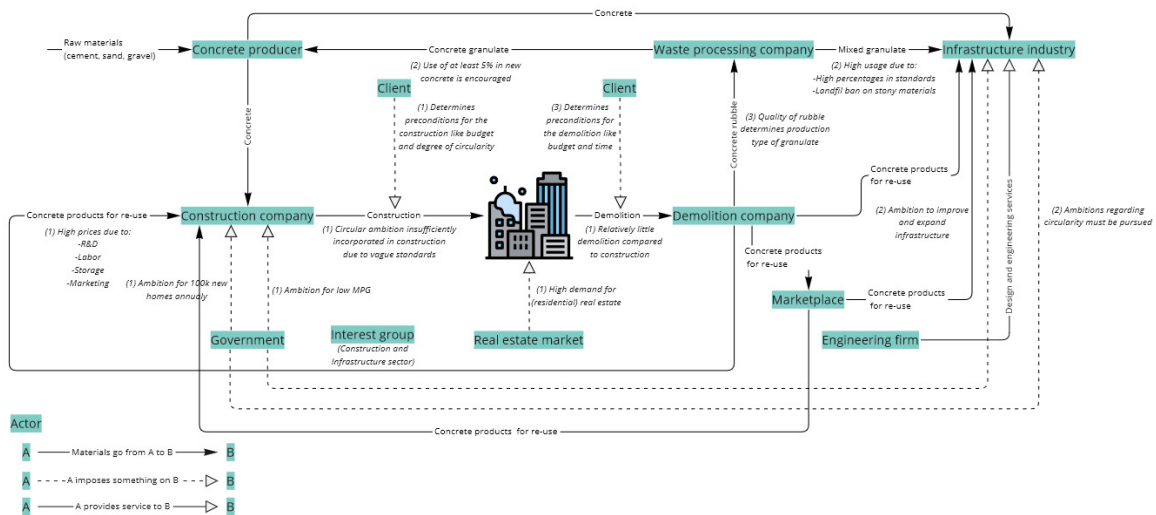 Concrete
Raw materials
(cement, sand, gravel)
Concrete producer
Concrete granulate
Waste processing company
Mixed granulate
Infrastructure industry
(2) Use of at least 5% in new
concrete is encouraged
(2) High usage due to:
-High percentages in standards
-Landfil ban on stony materials
Client
Client
(1) Determines
preconditions for the
construction like budget
and degree of circularity
(3) Determines
preconditions for
the demolition like
budget and time
Concrete
Concrete rubble
(3) Quality of rubble
determines production
type of granulate
Concrete products
for re-use
Design and engineering services
Concrete products for re-use
Construction company
Construction
Demolition
Demolition company
(1) High prices due to:
-R&D
-Labor
-Storage
-Marketing
(1) Circular ambition insufficiently
incorporated in construction
due to vague standards
(1) Relatively little
demolition compared
to construction
(2) Ambition to improve
and expand
infrastructure
(2) Ambitions regarding
circularity must be pursued
Concrete products
for re-use
(1) Ambition for 100k new
homes annualy
(1) Ambition for low MPG
(1) High demand for
(residential) real estate
Marketplace
Concrete products
for re-use
Government
Interest group
(Construction and
Infrastructure sector)
Real estate market
Engineering firm
Concrete products for re-use
Actor
A Materials go from A to B B
A A imposes something on B B
A A provides service to B B